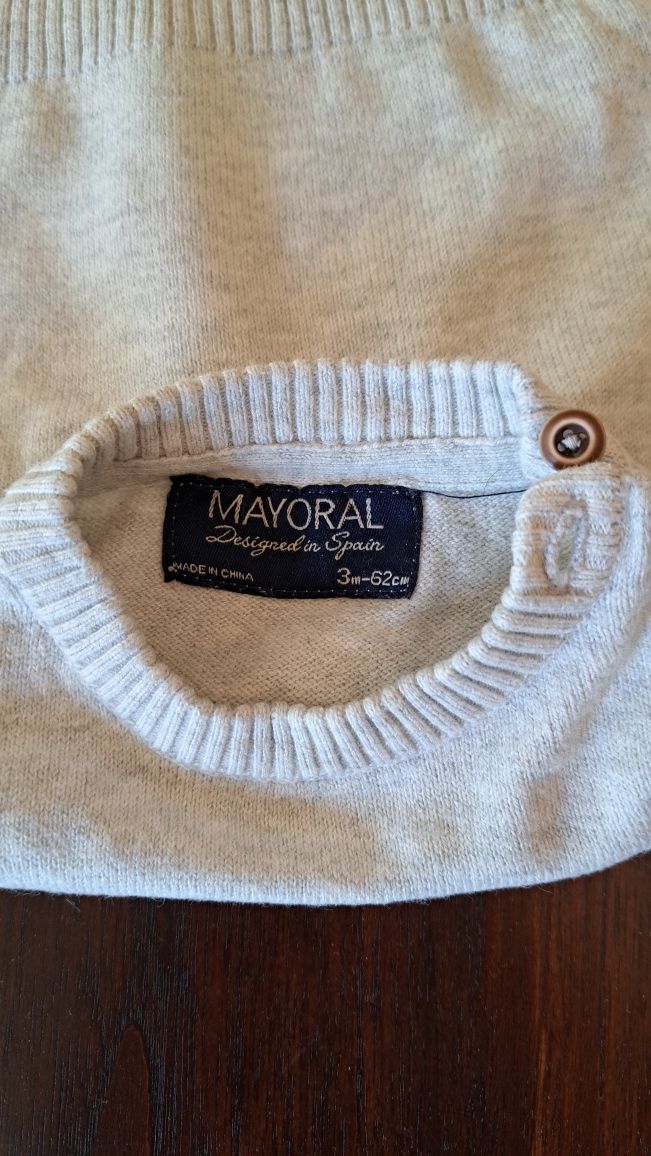 MAYORAL
Designed in Spain
MADE IN CHINA 3m-62cm